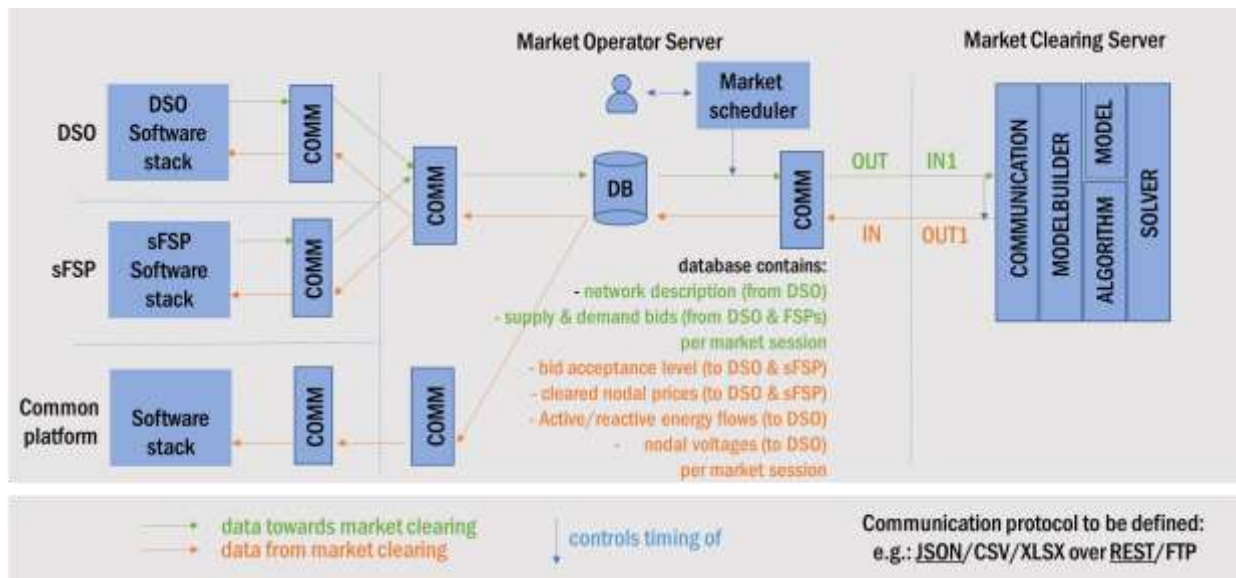 Market Operator Server
Market Clearing Server
DSO
DSO
Software
stack
COMM
COMM
Market
scheduler
DB
COMM
OUT
IN1
IN
OUT1
COMMUNICATION
MODELBUILDER
MODEL
ALGORITHM
SOLVER
sFSP
sFSP
Software
stack
COMM
database contains:
- network description (from DSO)
- supply & demand bids (from DSO & FSPs)
per market session
- bid acceptance level (to DSO & sFSP)
- cleared nodal prices (to DSO & sFSP)
- Active/reactive energy flows (to DSO)
- nodal voltages (to DSO)
per market session
Common
platform
Software
stack
COMM
COMM
data towards market clearing
data from market clearing
controls timing of
Communication protocol to be defined:
e.g.: JSON/CSV/XLSX over REST/FTP